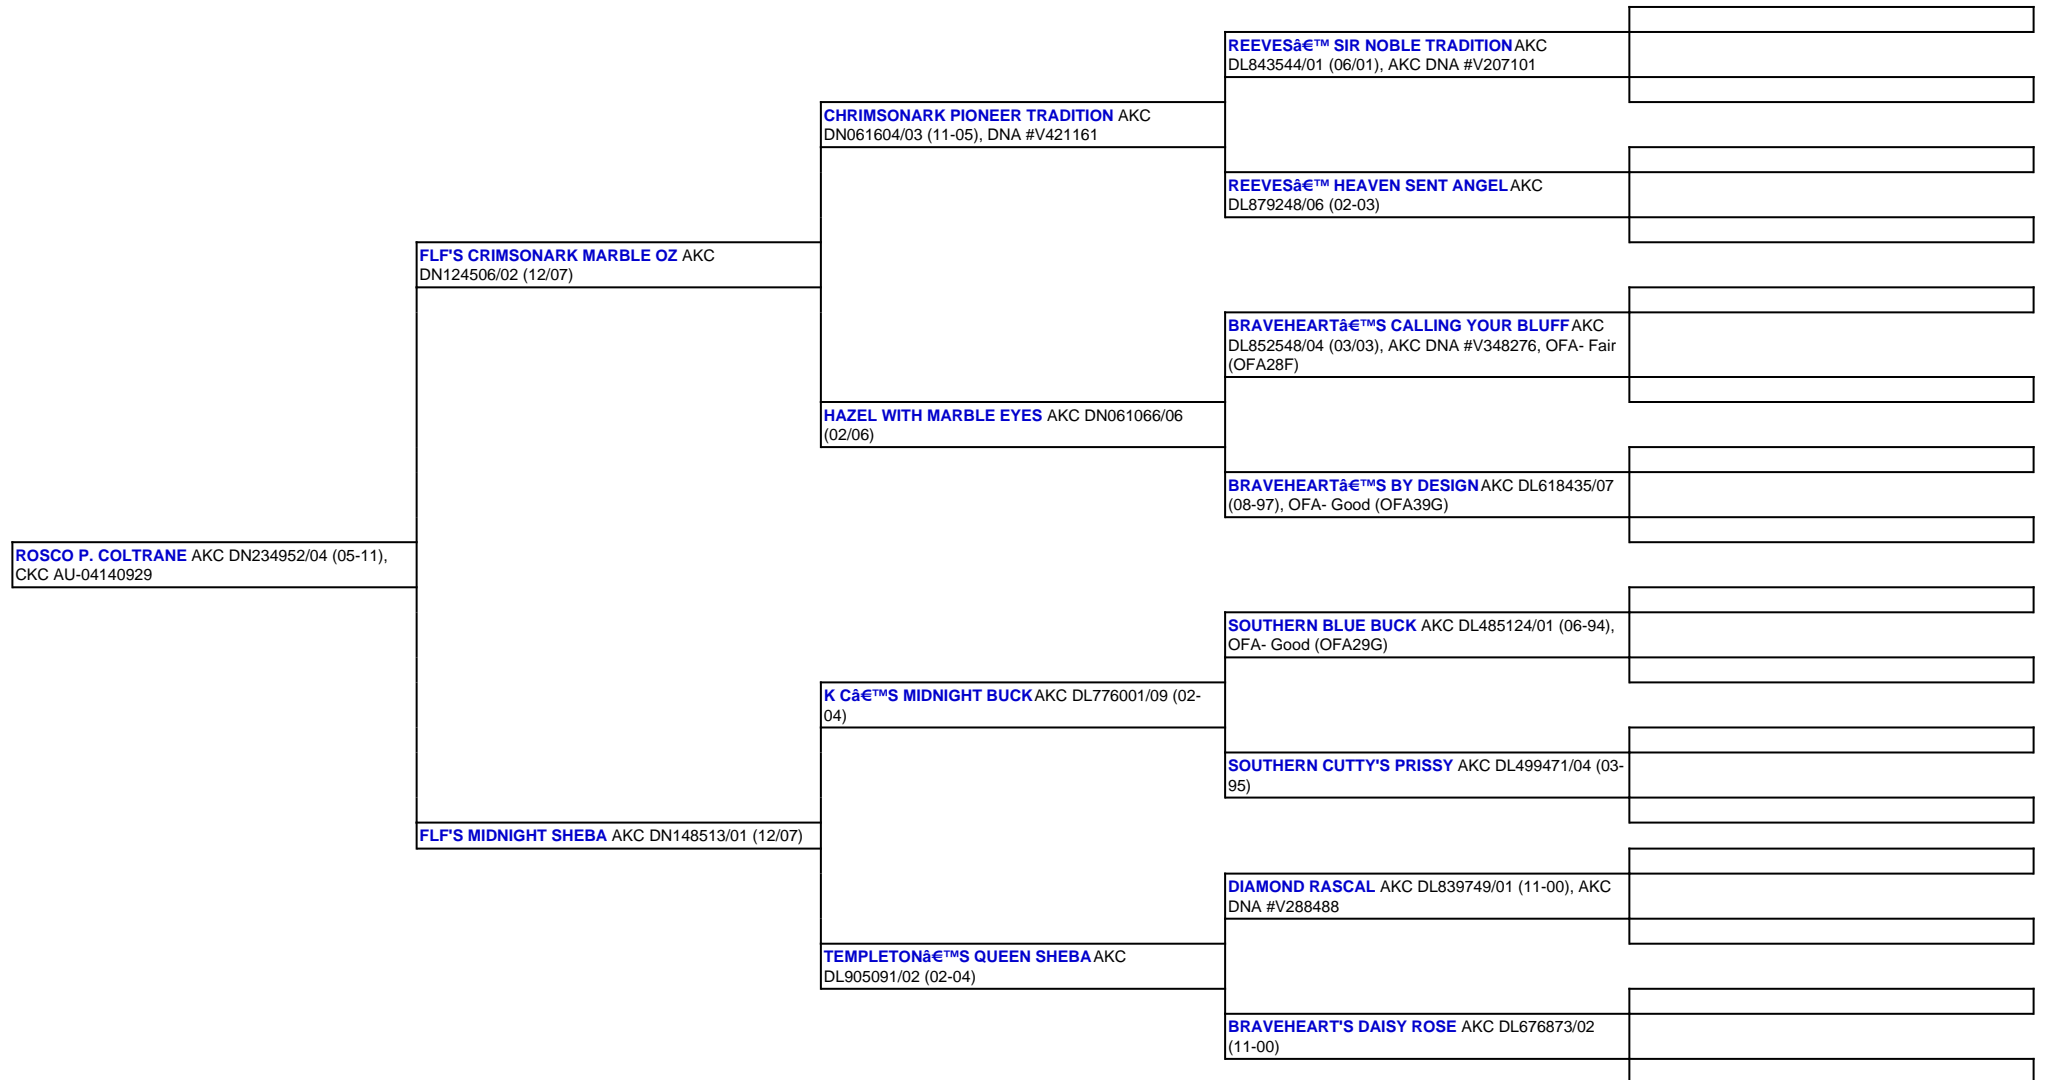 REEVESâ€™ SIR NOBLE TRADITION AKC
DL843544/01 (06/01), AKC DNA #V207101
CHRIMSONARK PIONEER TRADITION AKC
DN061604/03 (11-05), DNA #V421161
REEVESâ€™ HEAVEN SENT ANGEL AKC
DL879248/06 (02-03)
FLF'S CRIMSONARK MARBLE OZ AKC
DN124506/02 (12/07)
BRAVEHEARTâ€™S CALLING YOUR BLUFF AKC
DL852548/04 (03/03), AKC DNA #V348276, OFA- Fair
(OFA28F)
HAZEL WITH MARBLE EYES AKC DN061066/06
(02/06)
BRAVEHEARTâ€™S BY DESIGN AKC DL618435/07
(08-97), OFA- Good (OFA39G)
ROSCO P. COLTRANE AKC DN234952/04 (05-11),
CKC AU-04140929
SOUTHERN BLUE BUCK AKC DL485124/01 (06-94),
OFA- Good (OFA29G)
K Câ€™S MIDNIGHT BUCK AKC DL776001/09 (02-
04)
SOUTHERN CUTTY'S PRISSY AKC DL499471/04 (03-
95)
FLF'S MIDNIGHT SHEBA AKC DN148513/01 (12/07)
DIAMOND RASCAL AKC DL839749/01 (11-00), AKC
DNA #V288488
TEMPLETONâ€™S QUEEN SHEBA AKC
DL905091/02 (02-04)
BRAVEHEART'S DAISY ROSE AKC DL676873/02
(11-00)